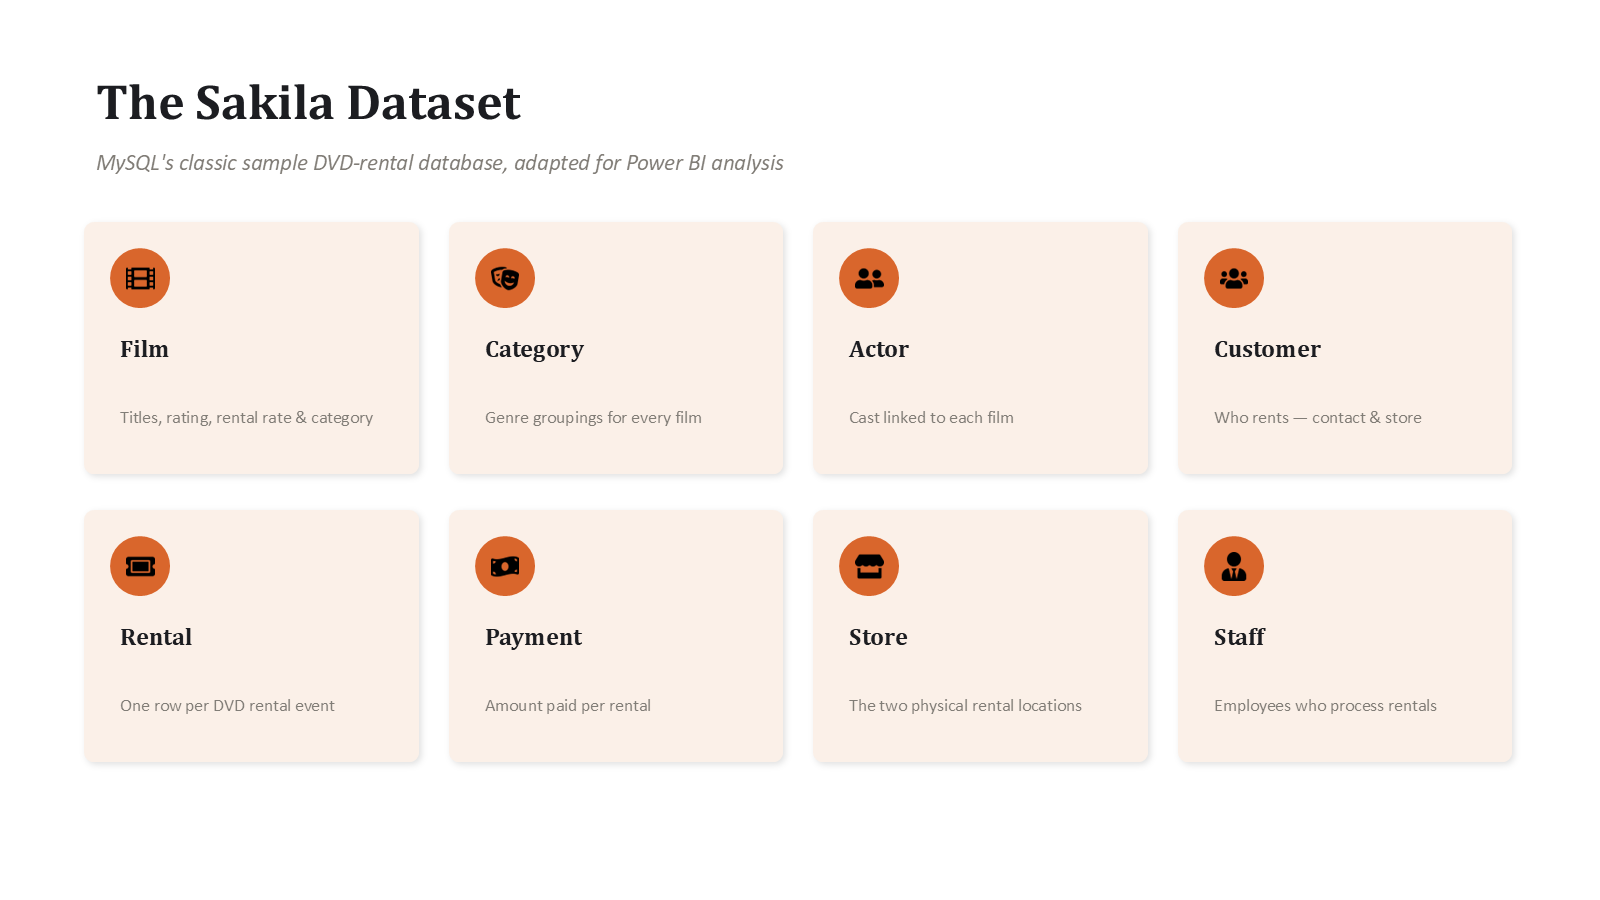 The Sakila Dataset
MySQL's classic sample DVD-rental database, adapted for Power BI analysis
Film
Titles, rating, rental rate & category
Category
Genre groupings for every film
Actor
Cast linked to each film
Customer
Who rents — contact & store
Rental
One row per DVD rental event
Payment
Amount paid per rental
Store
The two physical rental locations
Staff
Employees who process rentals